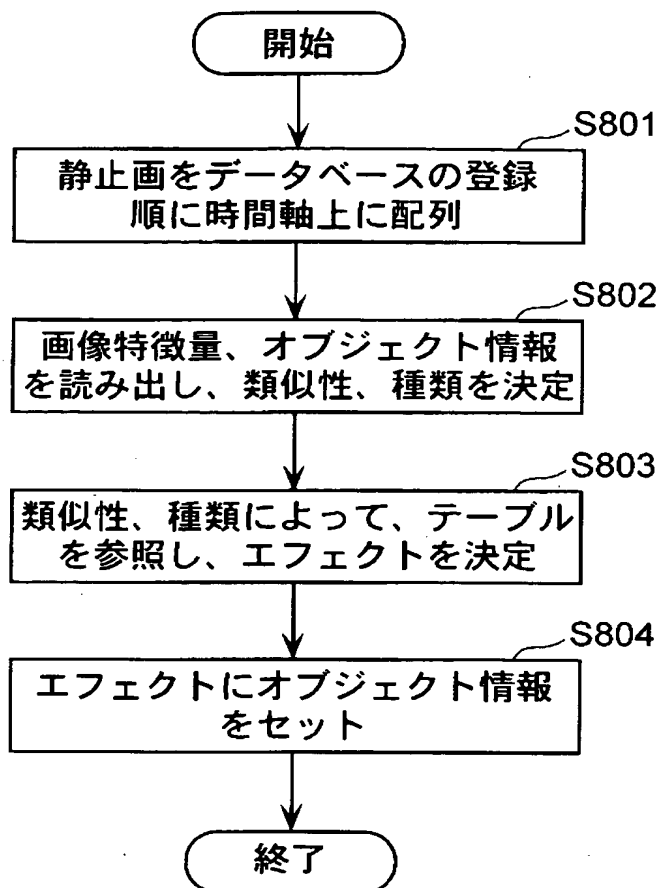 開始
S801
静止画をデータベースの登録
順に時間軸上に配列
S802
画像特徴量、オブジェクト情報
を読み出し、類似性、種類を決定
S803
類似性、種類によって、テーブル
を参照し、エフェクトを決定
S804
エフェクトにオブジェクト情報
をセット
終了